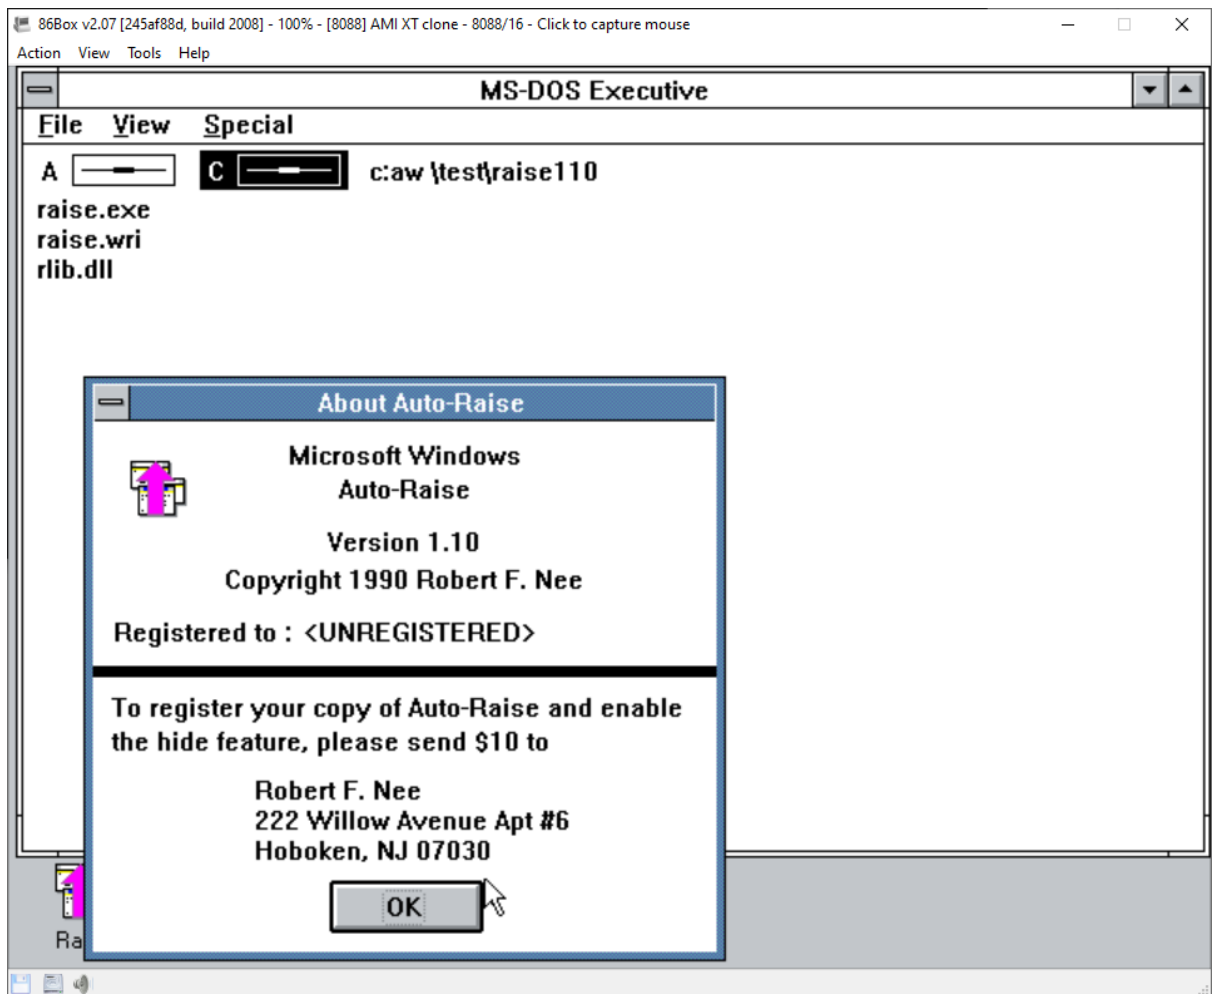 86Box v2.07 [245af88d, build 2008] - 100% - [8088] AMI XT clone - 8088/16 - Click to capture mouse
Action View Tools Help
MS-DOS Executive
File View Special
A C c:aw \test\raise110
raise.exe
raise.wri
rlib.dll
About Auto-Raise
Microsoft Windows
Auto-Raise
Version 1.10
Copyright 1990 Robert F. Nee
Registered to : <UNREGISTERED>
To register your copy of Auto-Raise and enable
the hide feature, please send $10 to
Robert F. Nee
222 Willow Avenue Apt #6
Hoboken, NJ 07030
OK
Ra